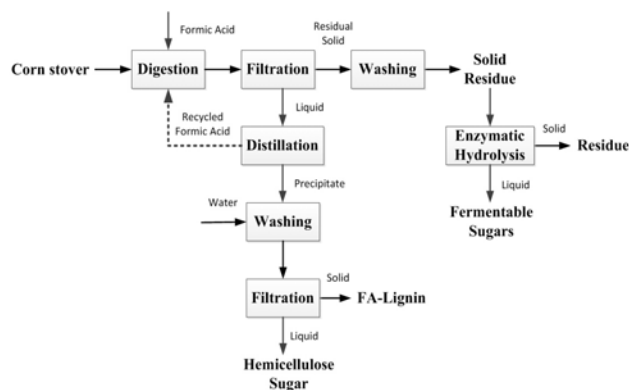 Formic Acid
Residual
Solid
Corn stover
Digestion
Filtration
Washing
Solid
Residue
Recycled
Formic Acid
Liquid
Distillation
Enzymatic
Hydrolysis
Solid
Residue
Precipitate
Liquid
Water
Washing
Fermentable
Sugars
Filtration
Solid
FA-Lignin
Liquid
Hemicellulose
Sugar